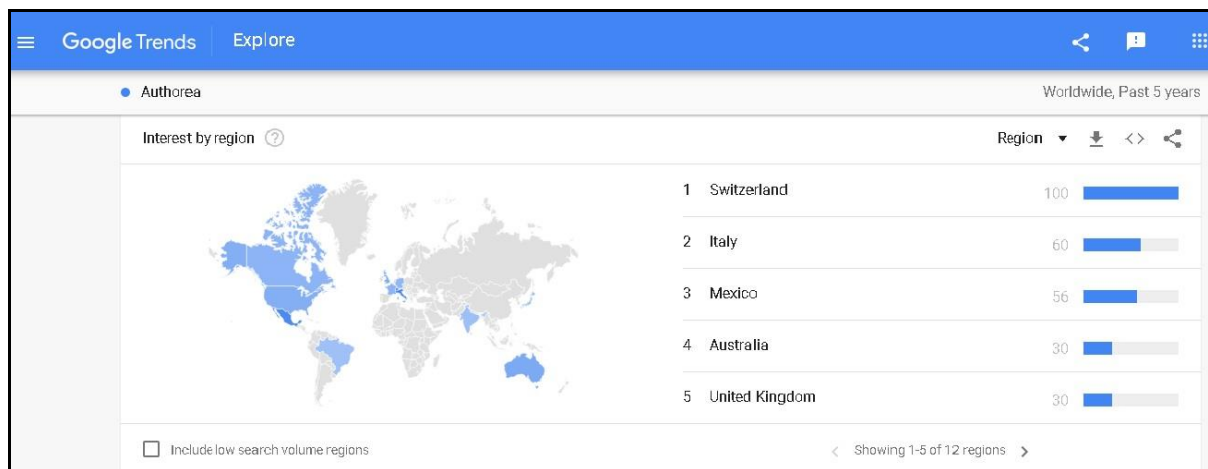 Google Trends Explore
Authorea Worldwide, Past 5 years
Interest by region Region
1 Switzerland 100
2 Italy 60
3 Mexico 56
4 Australia 30
5 United Kingdom 30
Include low search volume regions Showing 1-5 of 12 regions